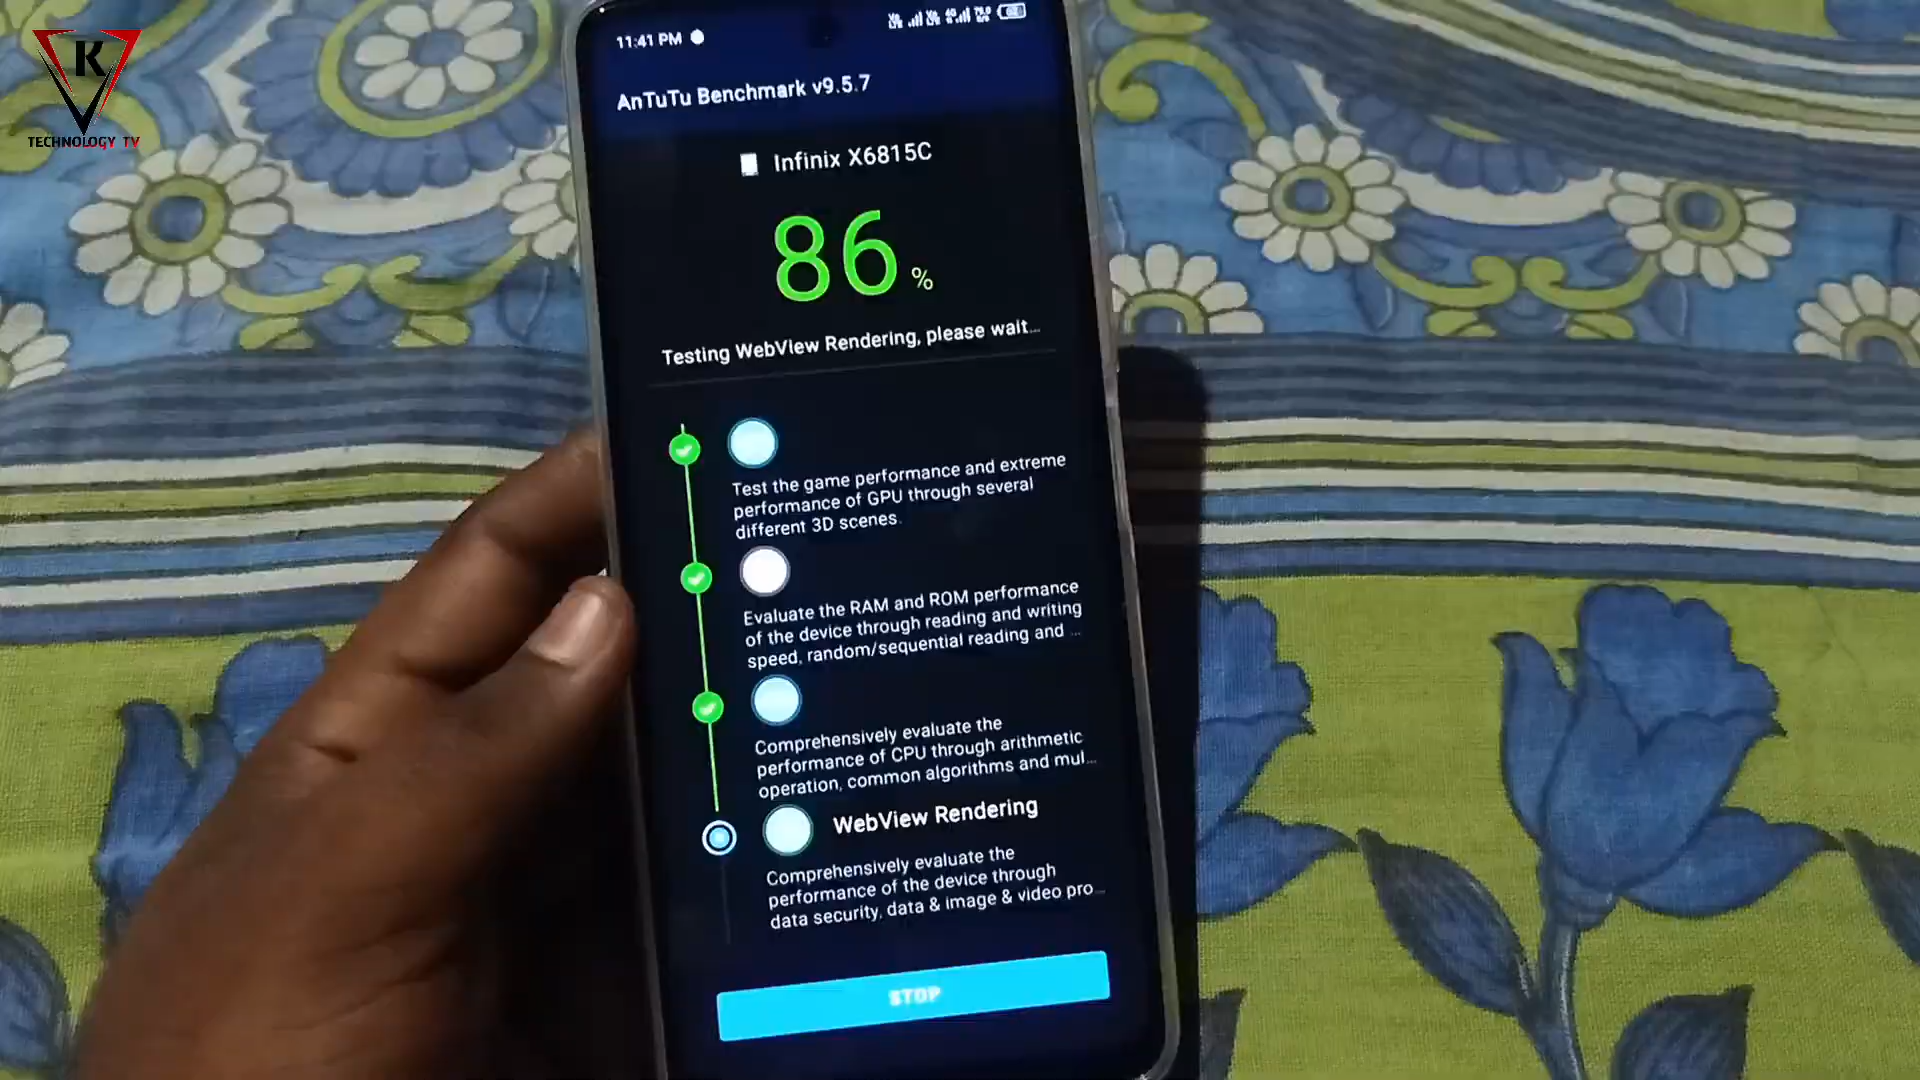 K
TECHNOLOGY TV
11:41 PM
AnTuTu Benchmark v9.5.7
Infinix X6815C
86 %
Testing WebView Rendering, please wait...
Test the game performance and extreme
performance of GPU through several
different 3D scenes.
Evaluate the RAM and ROM performance
of the device through reading and writing
speed, random/sequential reading and ...
Comprehensively evaluate the
performance of CPU through arithmetic
operation, common algorithms and mul...
WebView Rendering
Comprehensively evaluate the
performance of the device through
data security, data & image & video pro...
STOP